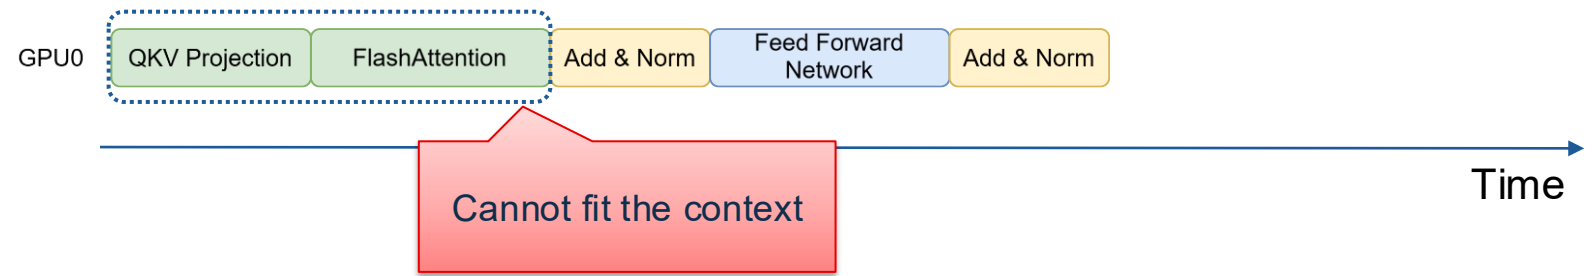 GPU0
QKV Projection
FlashAttention
Add & Norm
Feed Forward
Network
Add & Norm
Cannot fit the context
Time